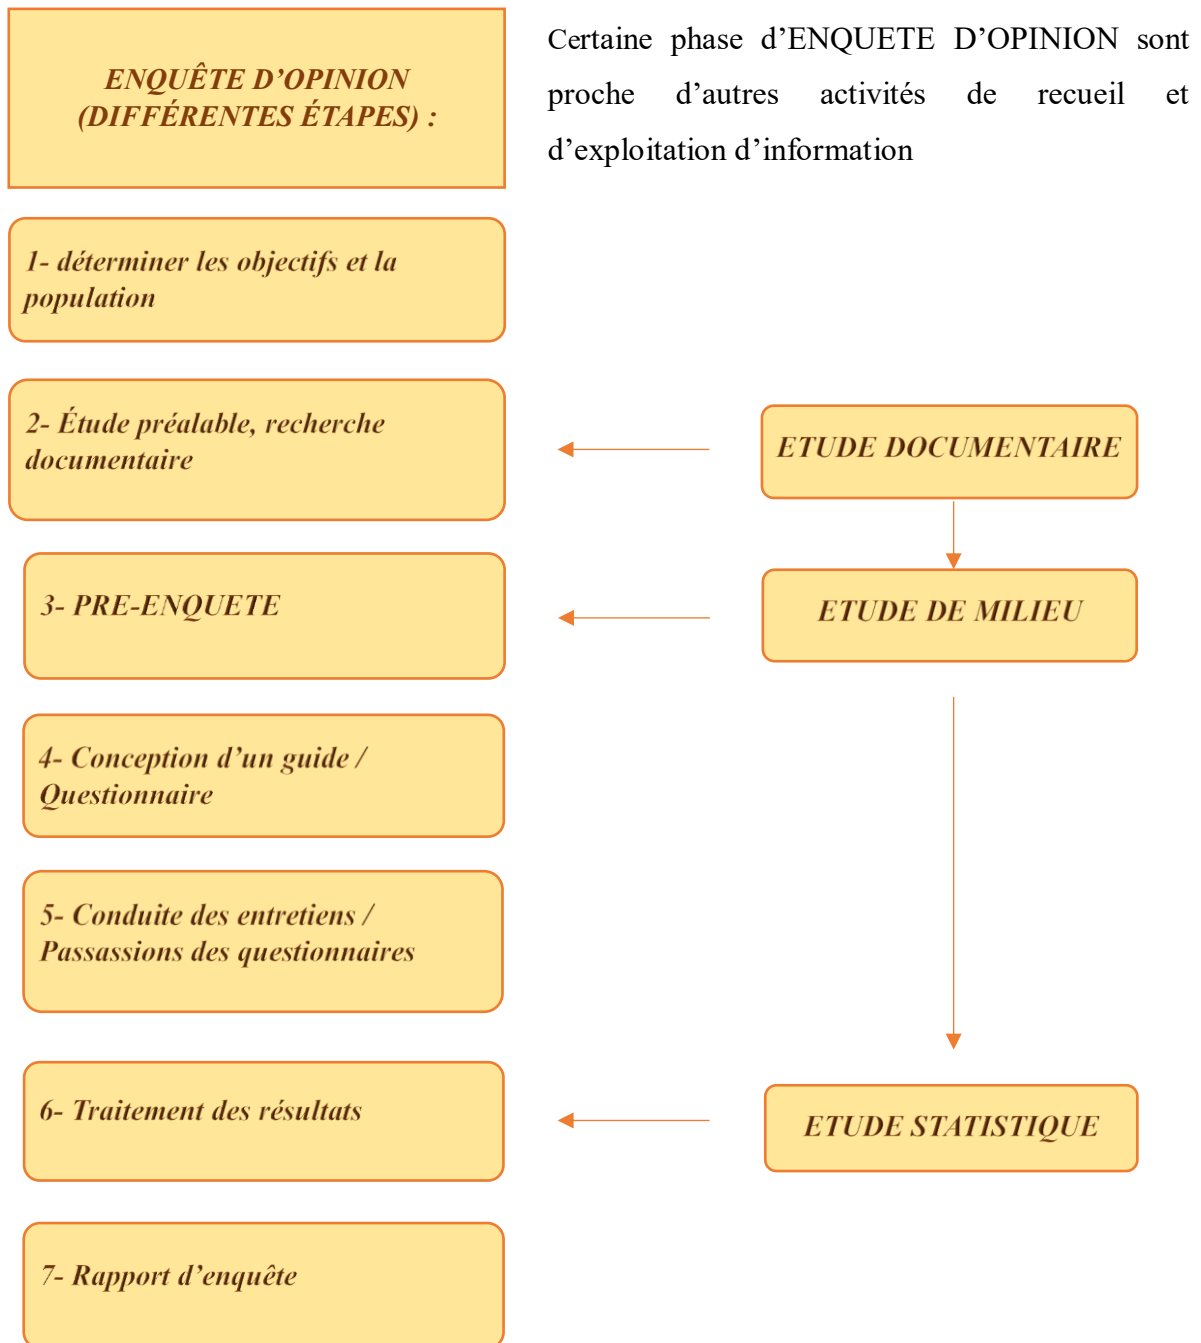 ENQUÊTE D’OPINION
(DIFFÉRENTES ÉTAPES) :
Certaine phase d’ENQUETE D’OPINION sont
proche d’autres activités de recueil et
d’exploitation d’information
1- déterminer les objectifs et la
population
2- Étude préalable, recherche
documentaire
ETUDE DOCUMENTAIRE
3- PRE-ENQUETE
ETUDE DE MILIEU
4- Conception d’un guide /
Questionnaire
5- Conduite des entretiens /
Passassions des questionnaires
6- Traitement des résultats
ETUDE STATISTIQUE
7- Rapport d’enquête